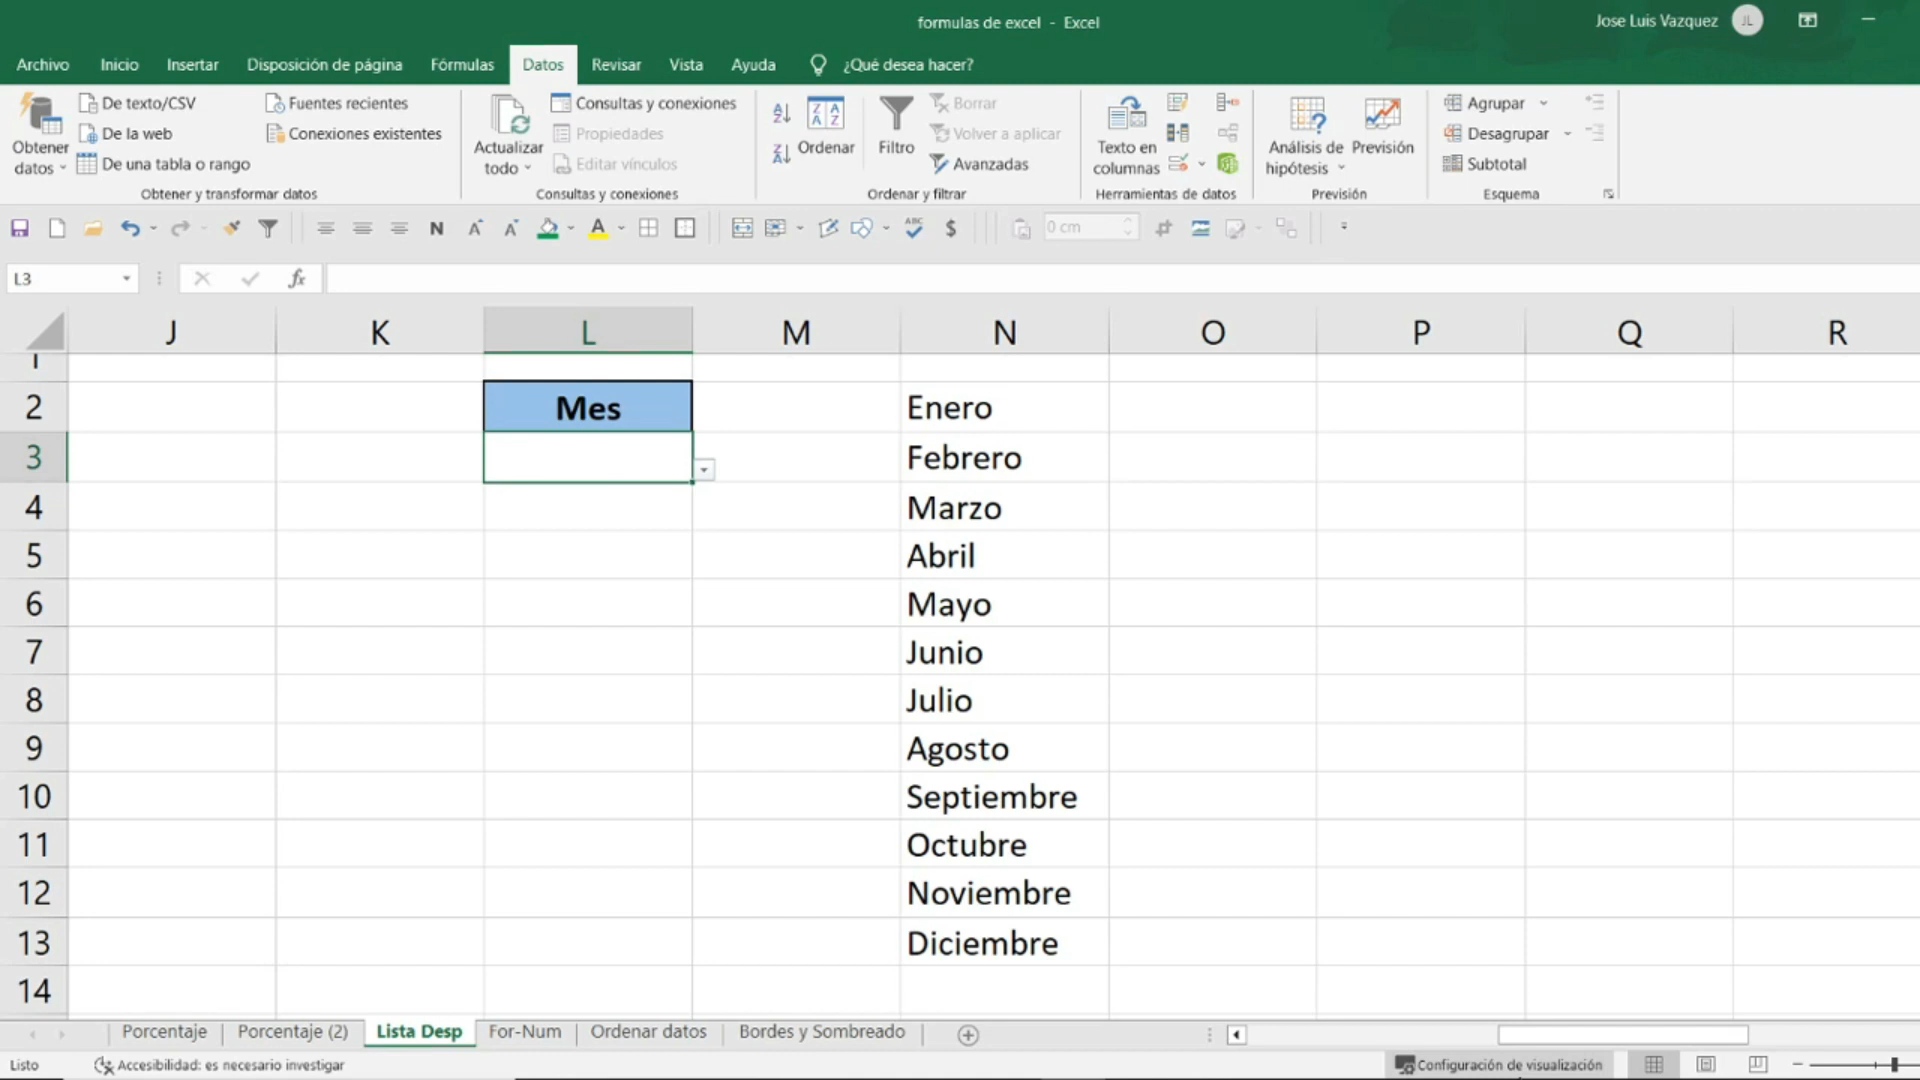 formulas de excel - Excel
Jose Luis Vazquez JL
Archivo Inicio Insertar Disposición de página Fórmulas Datos Revisar Vista Ayuda ¿Qué desea hacer?
Obtener datos
De texto/CSV
De la web
De una tabla o rango
Fuentes recientes
Conexiones existentes
Obtener y transformar datos
Actualizar todo
Consultas y conexiones
Propiedades
Editar vínculos
Consultas y conexiones
Ordenar
Filtro
Borrar
Volver a aplicar
Avanzadas
Ordenar y filtrar
Texto en columnas
Herramientas de datos
Análisis de hipótesis
Previsión
Previsión
Agrupar
Desagrupar
Subtotal
Esquema
N A A A ABC $ 0 cm
L3 fx
J K L M N O P Q R
1
2 Mes Enero
3 Febrero
4 Marzo
5 Abril
6 Mayo
7 Junio
8 Julio
9 Agosto
10 Septiembre
11 Octubre
12 Noviembre
13 Diciembre
14
Porcentaje Porcentaje (2) Lista Desp For-Num Ordenar datos Bordes y Sombreado
Listo Accesibilidad: es necesario investigar Configuración de visualización